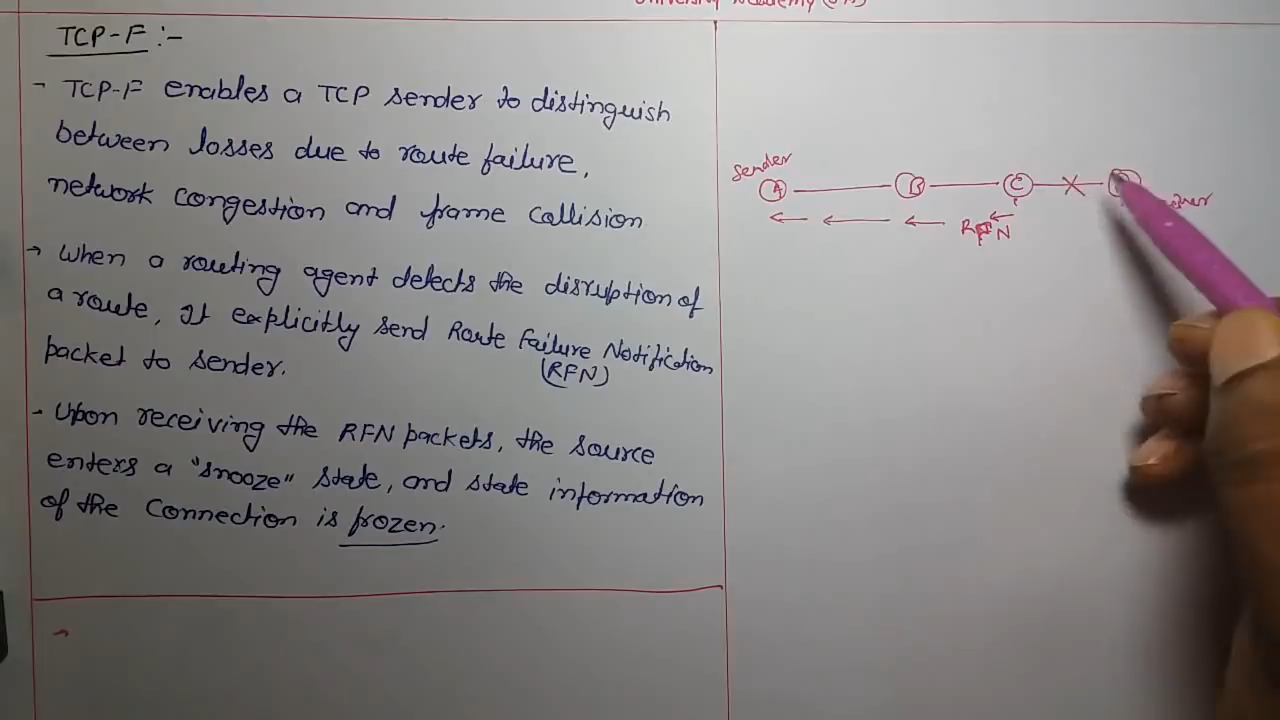 TCP-F :-
- TCP-F enables a TCP sender to distinguish
between losses due to route failure,
network congestion and frame collision
→ When a routing agent detects the disruption of
a route, It explicitly send Route Failure Notification
(RFN)
packet to sender.
- Upon receiving the RFN packets, the source
enters a "snooze" state, and state information
of the connection is frozen.
sender
A B C